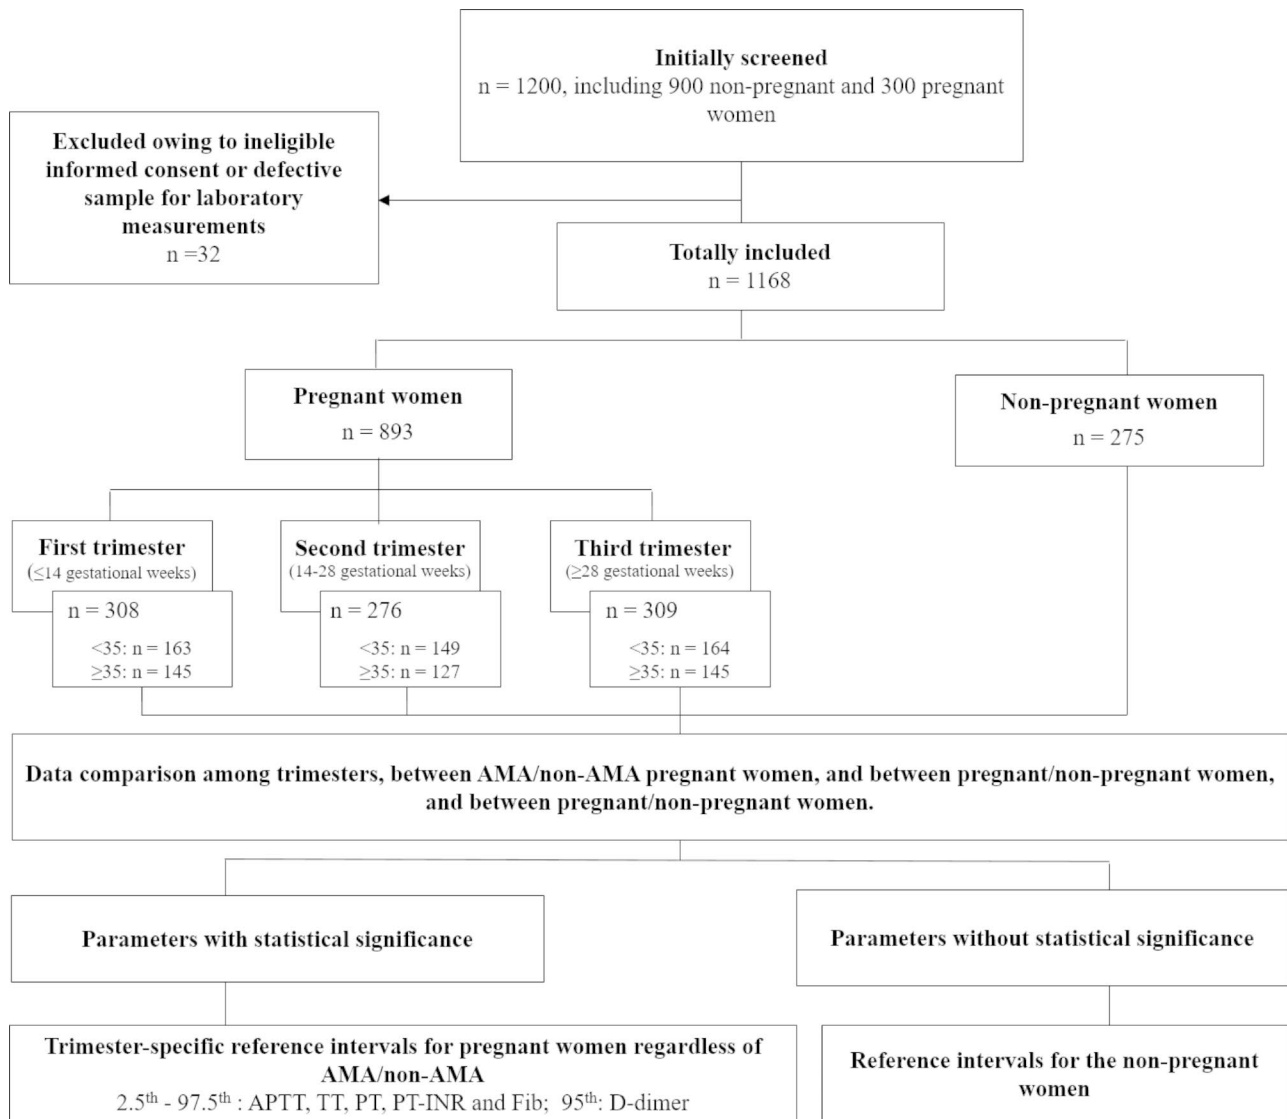 Initially screened
n = 1200, including 900 non-pregnant and 300 pregnant
women
Excluded owing to ineligible
informed consent or defective
sample for laboratory
measurements
n =32
Totally included
n = 1168
Pregnant women
n = 893
Non-pregnant women
n = 275
First trimester
(≤14 gestational weeks)
n = 308
<35: n = 163
≥35: n = 145
Second trimester
(14-28 gestational weeks)
n = 276
<35: n = 149
≥35: n = 127
Third trimester
(≥28 gestational weeks)
n = 309
<35: n = 164
≥35: n = 145
Data comparison among trimesters, between AMA/non-AMA pregnant women, and between pregnant/non-pregnant women,
and between pregnant/non-pregnant women.
Parameters with statistical significance
Parameters without statistical significance
Trimester-specific reference intervals for pregnant women regardless of
AMA/non-AMA
2.5th - 97.5th : APTT, TT, PT, PT-INR and Fib; 95th: D-dimer
Reference intervals for the non-pregnant
women